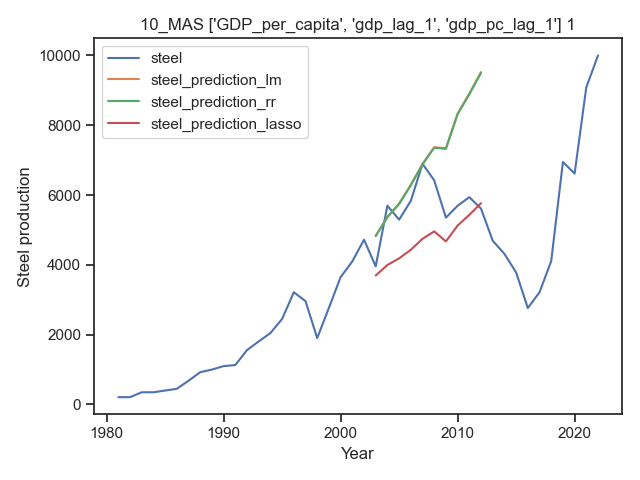 10_MAS ['GDP_per_capita', 'gdp_lag_1', 'gdp_pc_lag_1'] 1
steel
steel_prediction_lm
steel_prediction_rr
steel_prediction_lasso
10000
8000
6000
4000
2000
0
Steel production
1980
1990
2000
2010
2020
Year